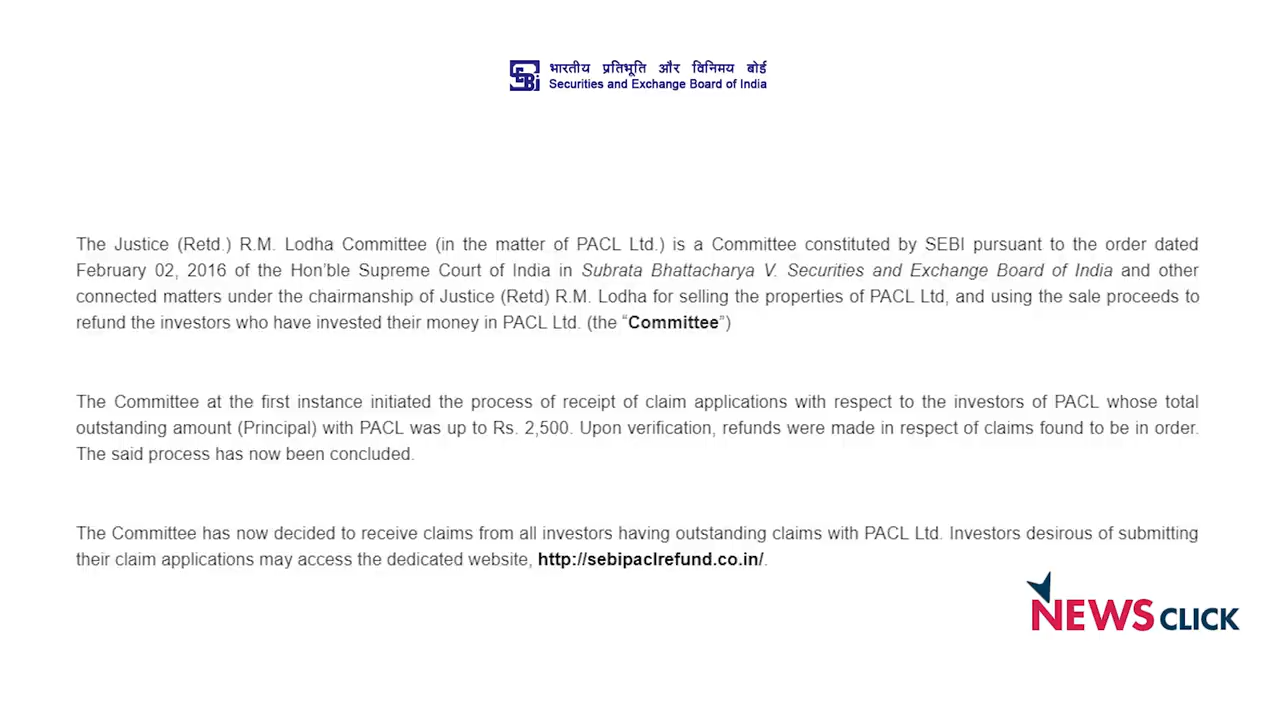 SEBI
भारतीय प्रतिभूति और विनिमय बोर्ड
Securities and Exchange Board of India
The Justice (Retd.) R.M. Lodha Committee (in the matter of PACL Ltd.) is a Committee constituted by SEBI pursuant to the order dated
February 02, 2016 of the Hon’ble Supreme Court of India in Subrata Bhattacharya V. Securities and Exchange Board of India and other
connected matters under the chairmanship of Justice (Retd) R.M. Lodha for selling the properties of PACL Ltd, and using the sale proceeds to
refund the investors who have invested their money in PACL Ltd. (the “Committee”)
The Committee at the first instance initiated the process of receipt of claim applications with respect to the investors of PACL whose total
outstanding amount (Principal) with PACL was up to Rs. 2,500. Upon verification, refunds were made in respect of claims found to be in order.
The said process has now been concluded.
The Committee has now decided to receive claims from all investors having outstanding claims with PACL Ltd. Investors desirous of submitting
their claim applications may access the dedicated website, http://sebipaclrefund.co.in/.
NEWS CLICK